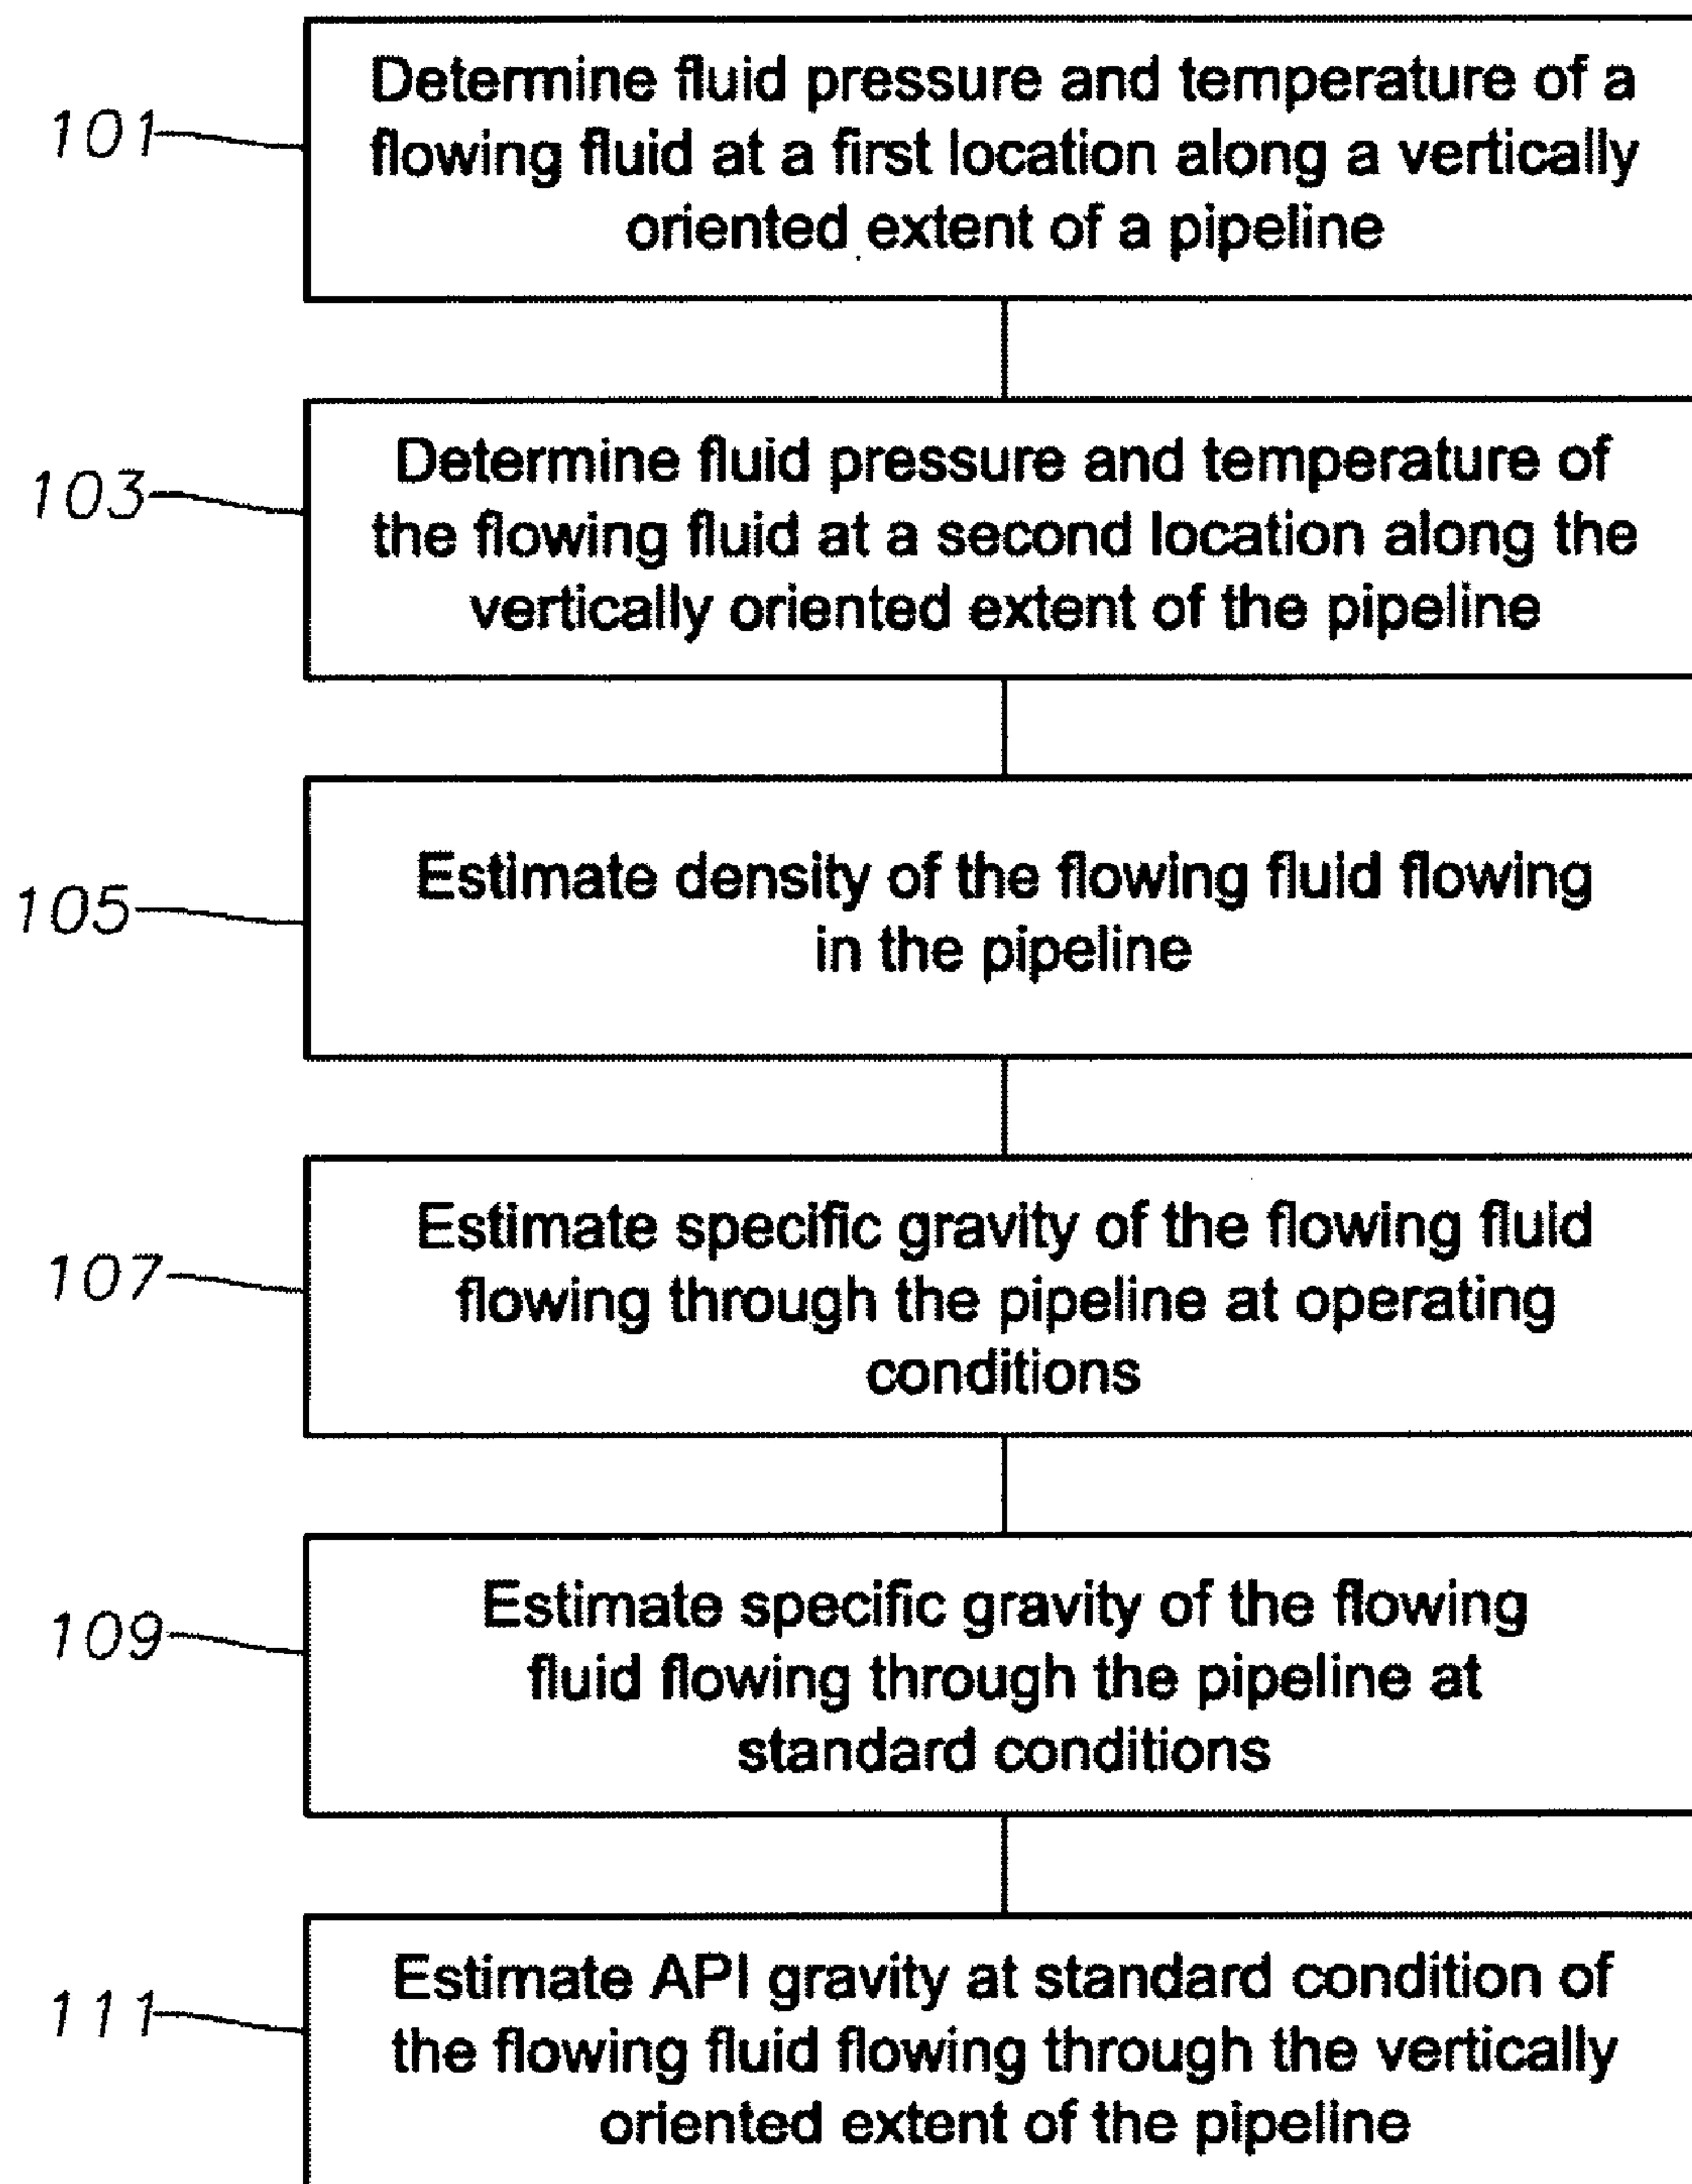 101
Determine fluid pressure and temperature of a
flowing fluid at a first location along a vertically
oriented extent of a pipeline
103
Determine fluid pressure and temperature of
the flowing fluid at a second location along the
vertically oriented extent of the pipeline
105
Estimate density of the flowing fluid flowing
in the pipeline
107
Estimate specific gravity of the flowing fluid
flowing through the pipeline at operating
conditions
109
Estimate specific gravity of the flowing
fluid flowing through the pipeline at
standard conditions
111
Estimate API gravity at standard condition of
the flowing fluid flowing through the vertically
oriented extent of the pipeline